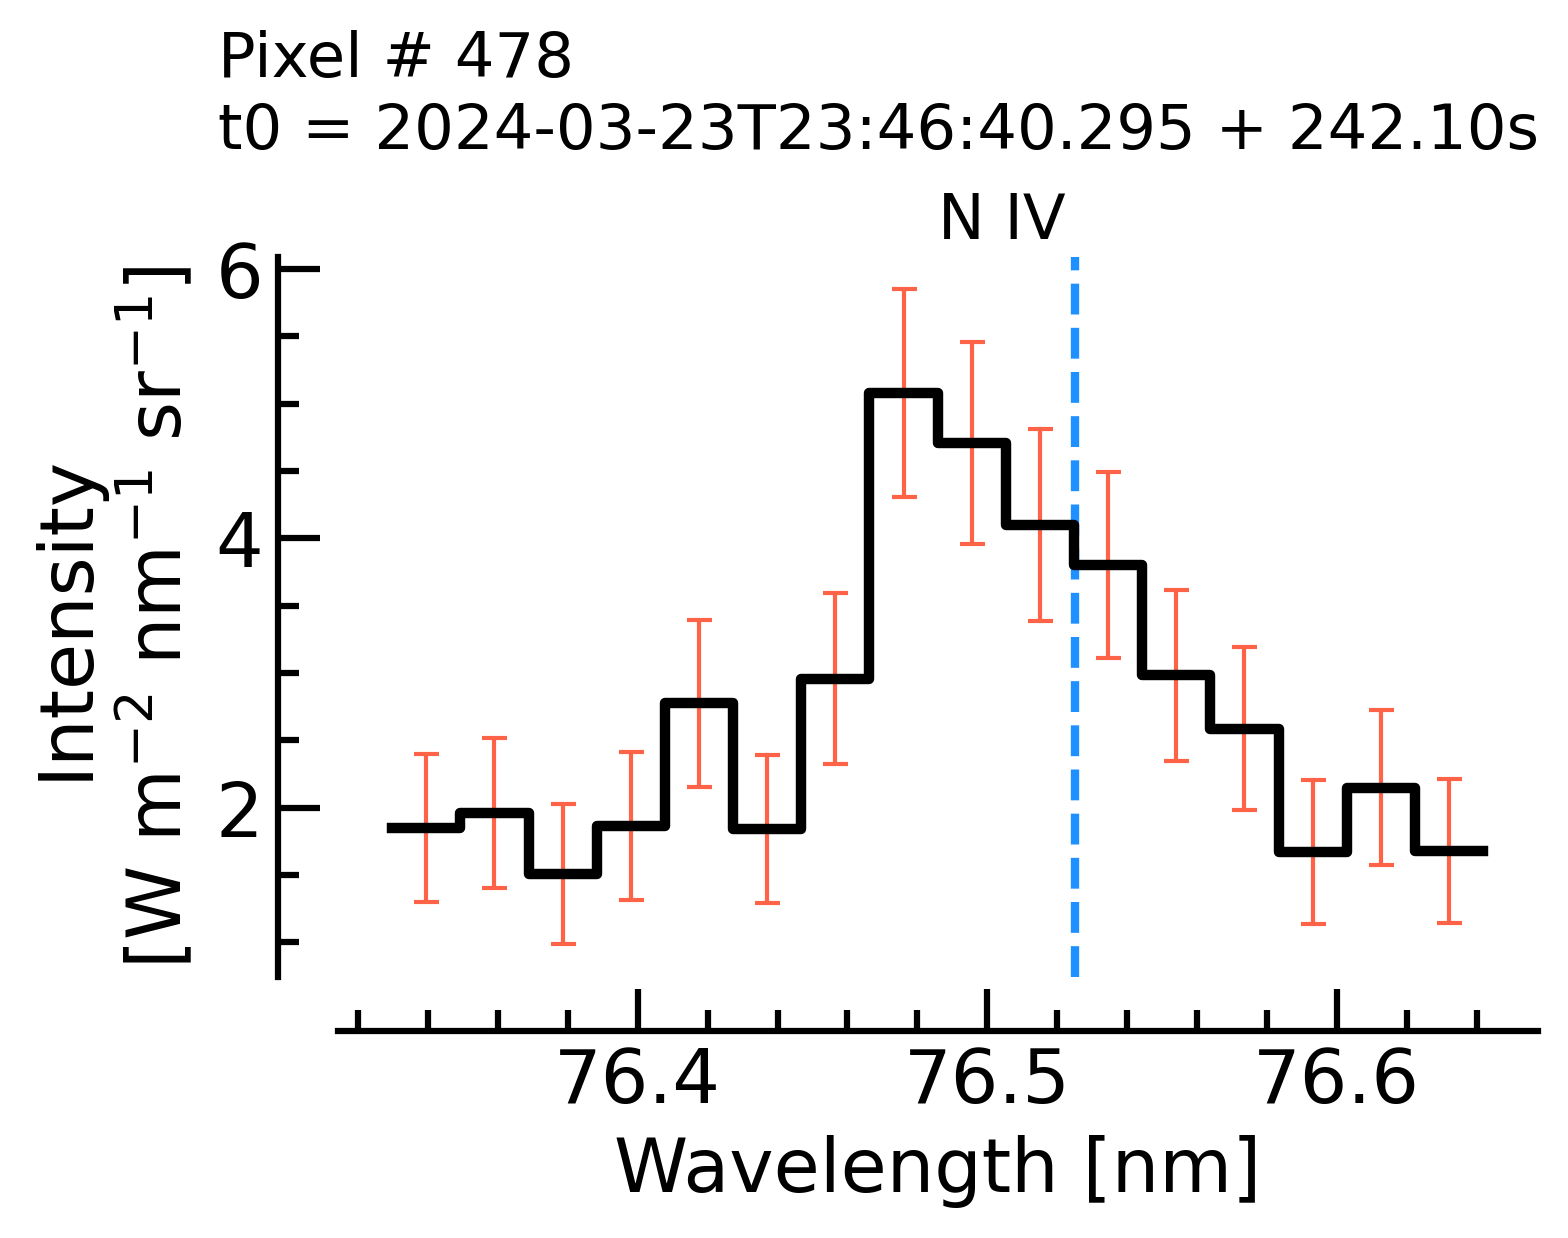 Pixel # 478
t0 = 2024-03-23T23:46:40.295 + 242.10s
N IV
Intensity
[W m⁻² nm⁻¹ sr⁻¹]
6
4
2
76.4 76.5 76.6
Wavelength [nm]